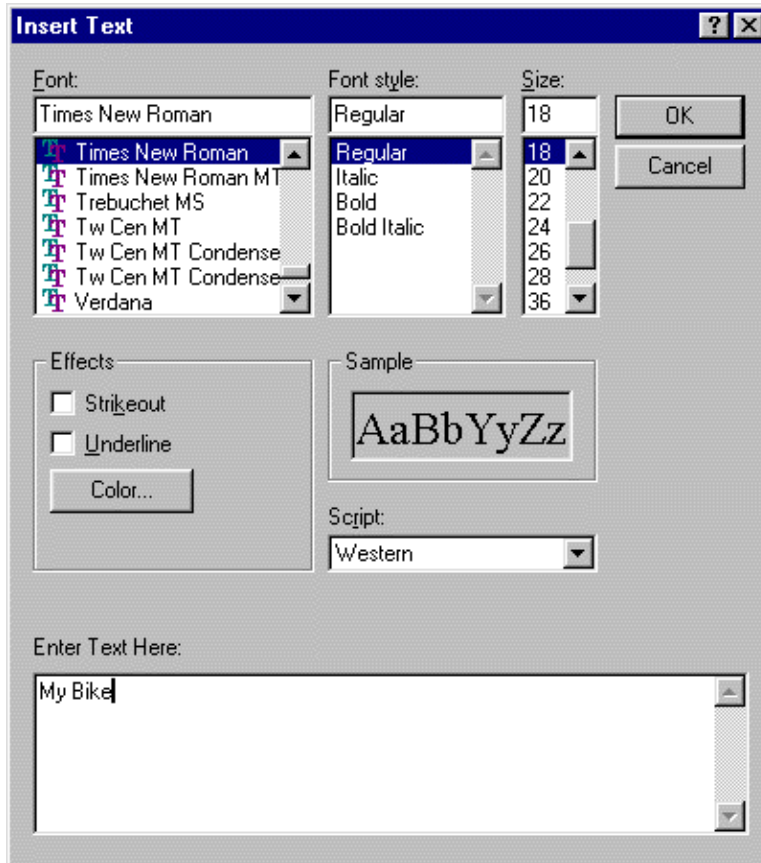 Insert Text
Font:
Times New Roman
Times New Roman
Times New Roman MT
Trebuchet MS
Tw Cen MT
Tw Cen MT Condense
Tw Cen MT Condense
Verdana
Font style:
Regular
Regular
Italic
Bold
Bold Italic
Size:
18
18
20
22
24
26
28
36
OK
Cancel
Effects
Strikeout
Underline
Color...
Sample
AaBbYyZz
Script:
Western
Enter Text Here:
My Bike